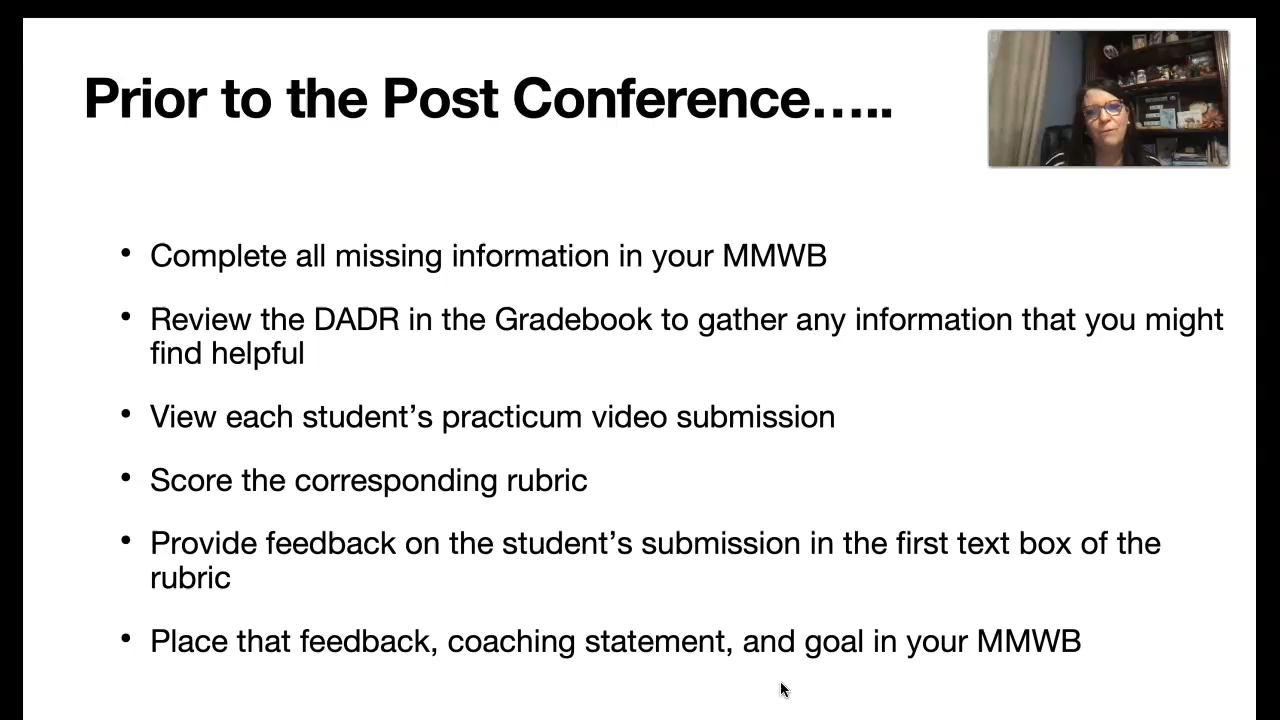 Prior to the Post Conference…..
• Complete all missing information in your MMWB
• Review the DADR in the Gradebook to gather any information that you might
find helpful
• View each student’s practicum video submission
• Score the corresponding rubric
• Provide feedback on the student’s submission in the first text box of the
rubric
• Place that feedback, coaching statement, and goal in your MMWB